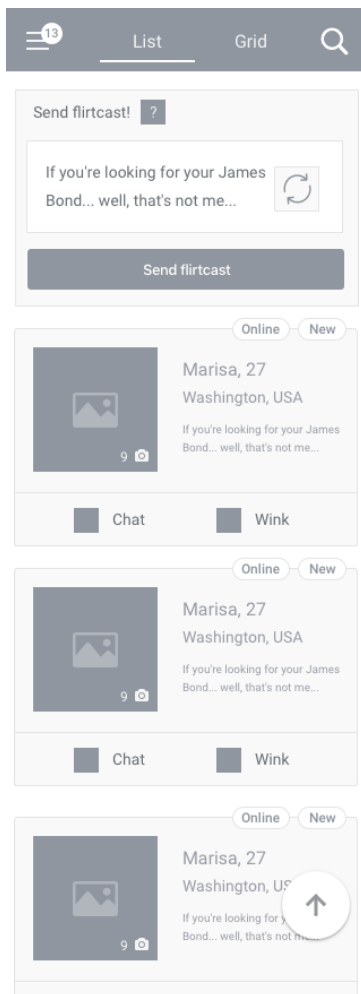 13
List Grid
Send flirtcast! ?
If you're looking for your James
Bond... well, that's not me...
Send flirtcast
Online New
Marisa, 27
Washington, USA
If you're looking for your James
Bond... well, that's not me...
9
Chat Wink
Online New
Marisa, 27
Washington, USA
If you're looking for your James
Bond... well, that's not me...
9
Chat Wink
Online New
Marisa, 27
Washington,
If you're looking for
Bond... well, that's not
9